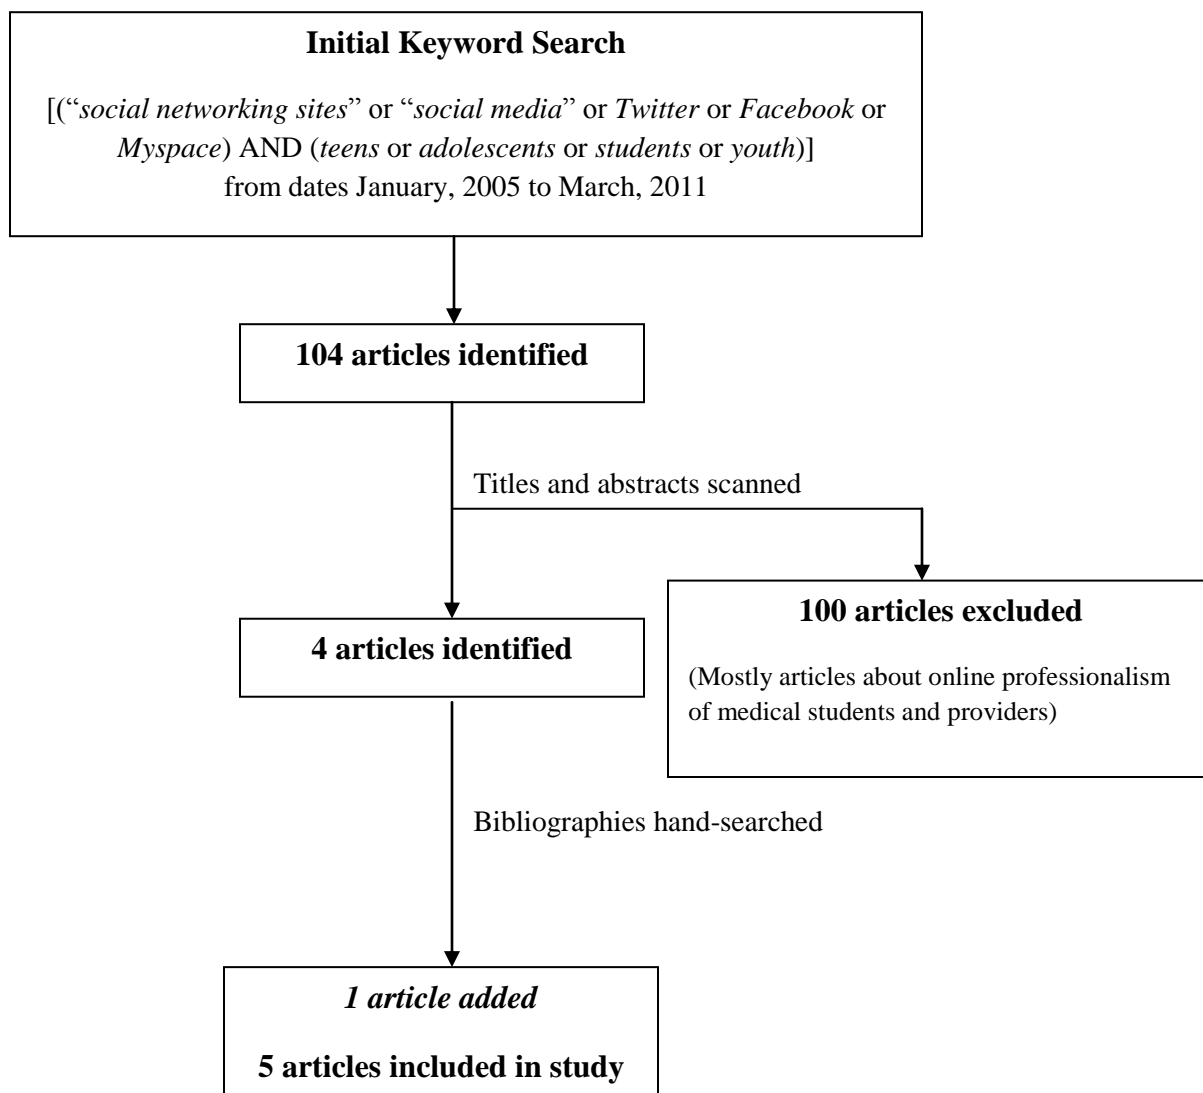 Initial Keyword Search
[(“social networking sites” or “social media” or Twitter or Facebook or
Myspace) AND (teens or adolescents or students or youth)]
from dates January, 2005 to March, 2011
104 articles identified
Titles and abstracts scanned
100 articles excluded
(Mostly articles about online professionalism
of medical students and providers)
4 articles identified
Bibliographies hand-searched
1 article added
5 articles included in study